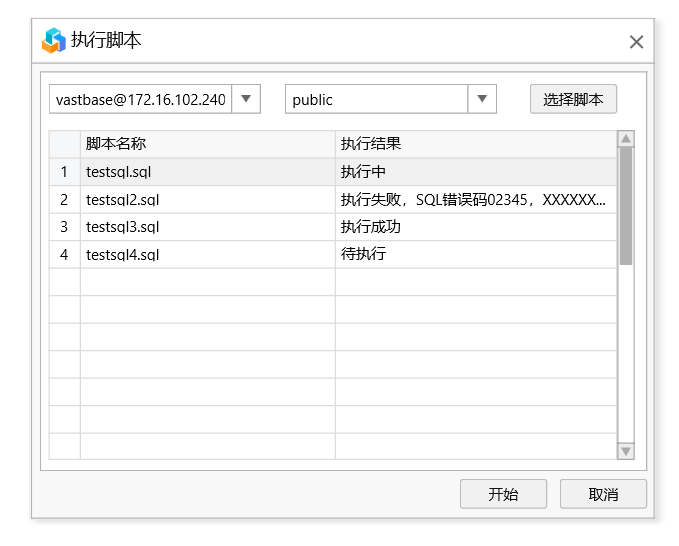 执行脚本
vastbase@172.16.102.240 public 选择脚本
脚本名称 执行结果
1 testsql.sql 执行中
2 testsql2.sql 执行失败，SQL错误码02345，XXXXXX...
3 testsql3.sql 执行成功
4 testsql4.sql 待执行
开始 取消